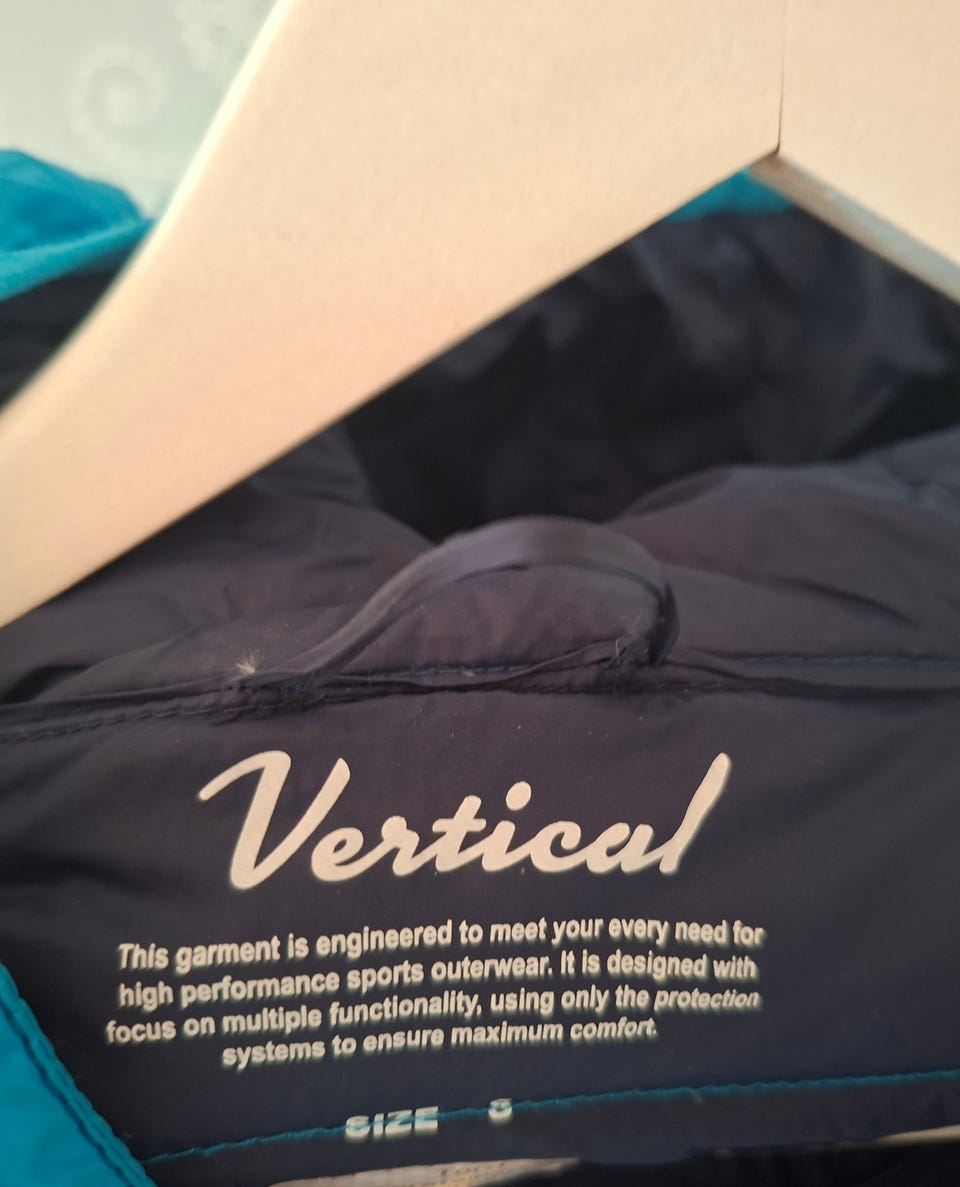 Vertical
This garment is engineered to meet your every need for
high performance sports outerwear. It is designed with
focus on multiple functionality, using only the protection
systems to ensure maximum comfort.
SIZE